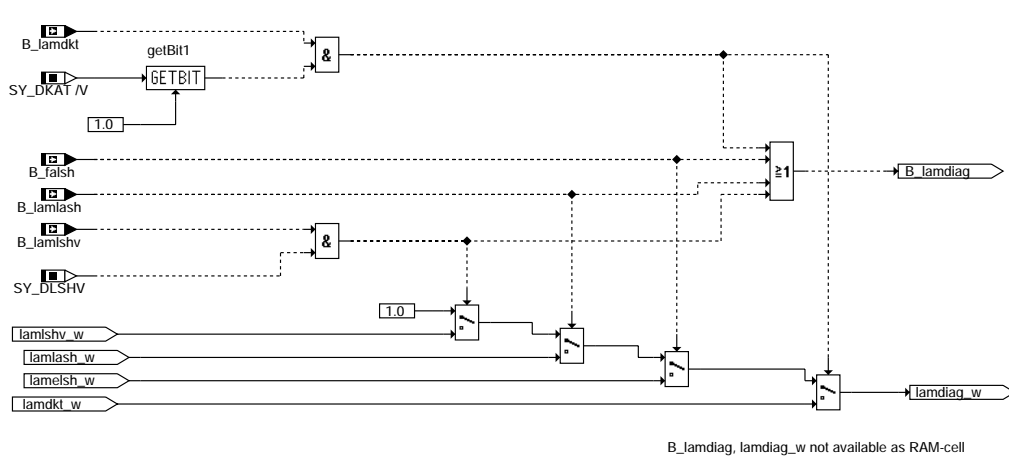 B_lamdkt
getBit1
&
GETBIT
SY_DKAT /V
1.0
B_falsh
≥1
B_lamdiag
B_lamlash
B_lamlshv
&
SY_DLSHV
1.0
lamlshv_w
lamlash_w
lamelsh_w
lamdkt_w
lamdiag_w
B_lamdiag, lamdiag_w not available as RAM-cell